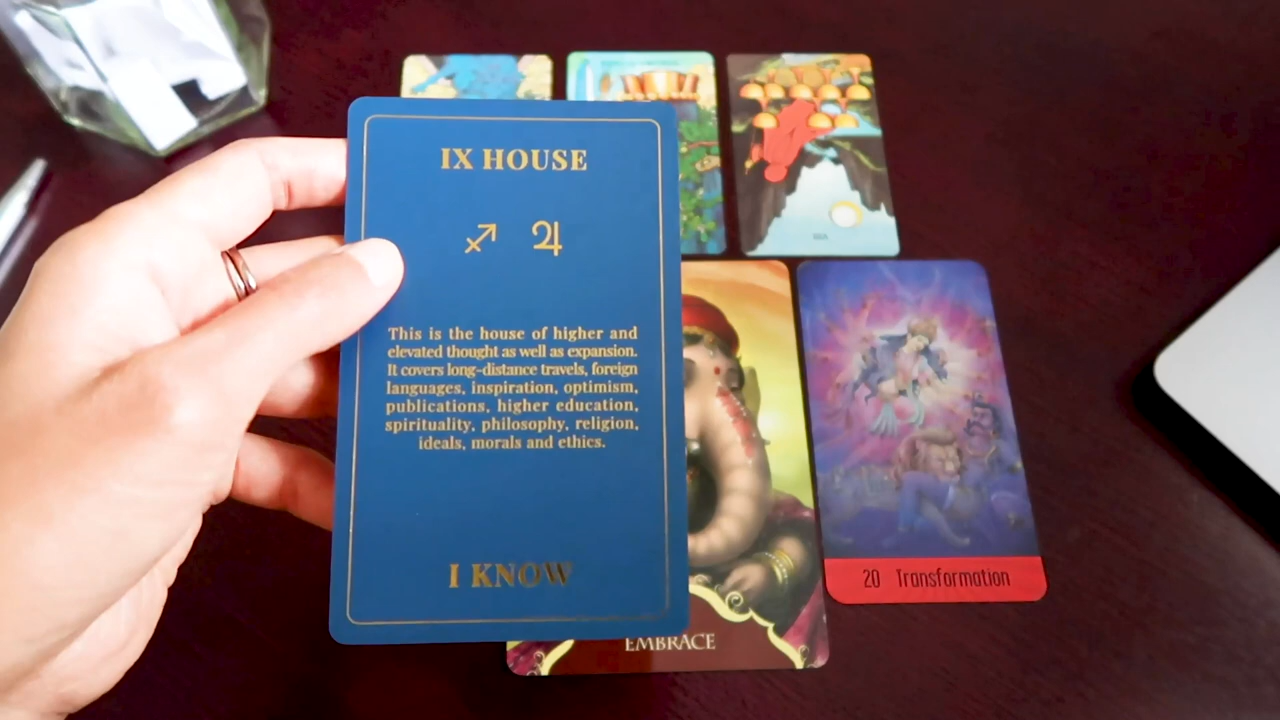 IX HOUSE
♐ ♃
This is the house of higher and
elevated thought as well as expansion.
It covers long-distance travels, foreign
languages, inspiration, optimism,
publications, higher education,
spirituality, philosophy, religion,
ideals, morals and ethics.
I KNOW
EMBRACE
20 Transformation